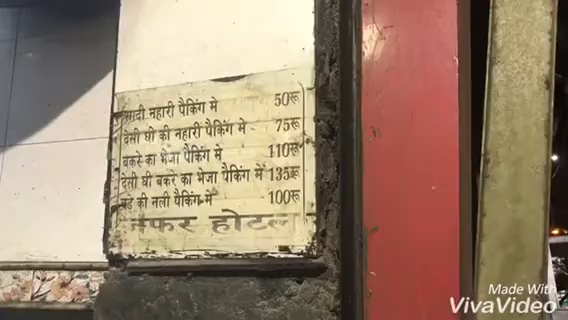 सादी नहारी पैकिंग मे 50रू
देसी घी की नहारी पैकिंग मे 75रू
बकरे का भेजा पैकिंग मे 110रू
देसी घी बकरे का भेजा पैकिंग में 135रू
की नली पैकिंग में 100रू
होटल
Made With
VivaVideo